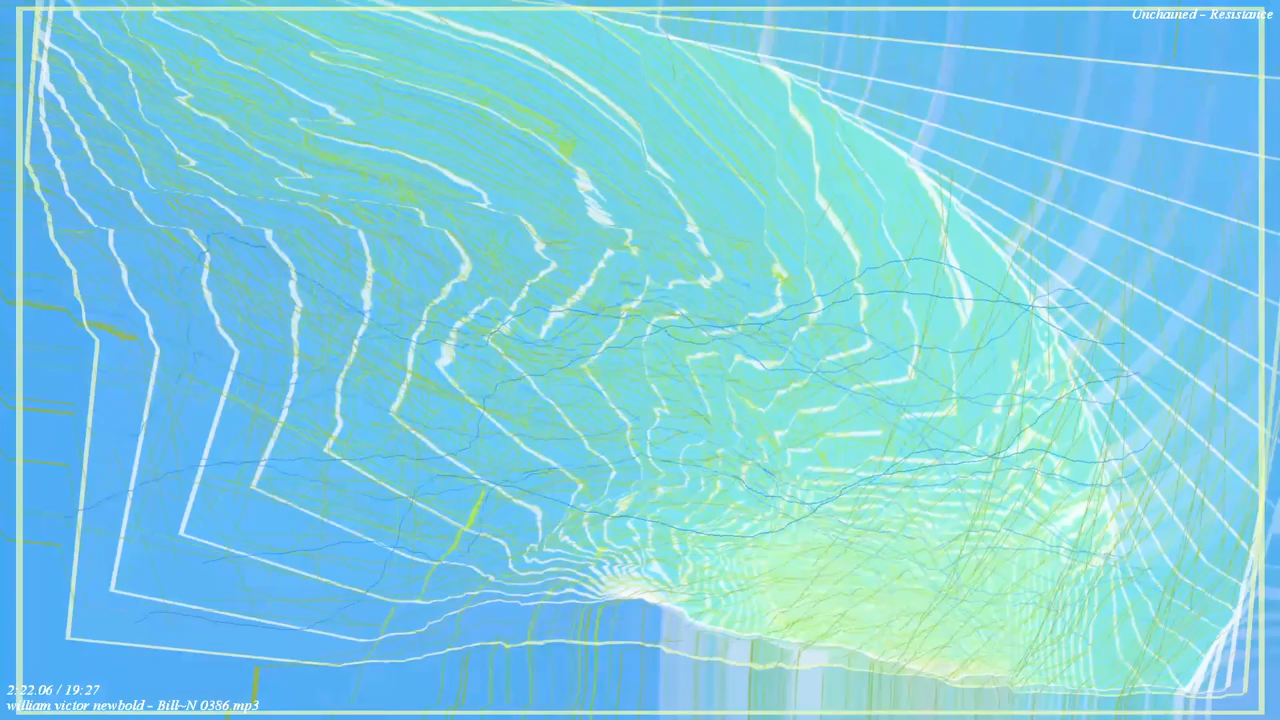 Unchained - Resistance
2:22.06 / 19:27
william victor newbold - Bill~N 0386.mp3